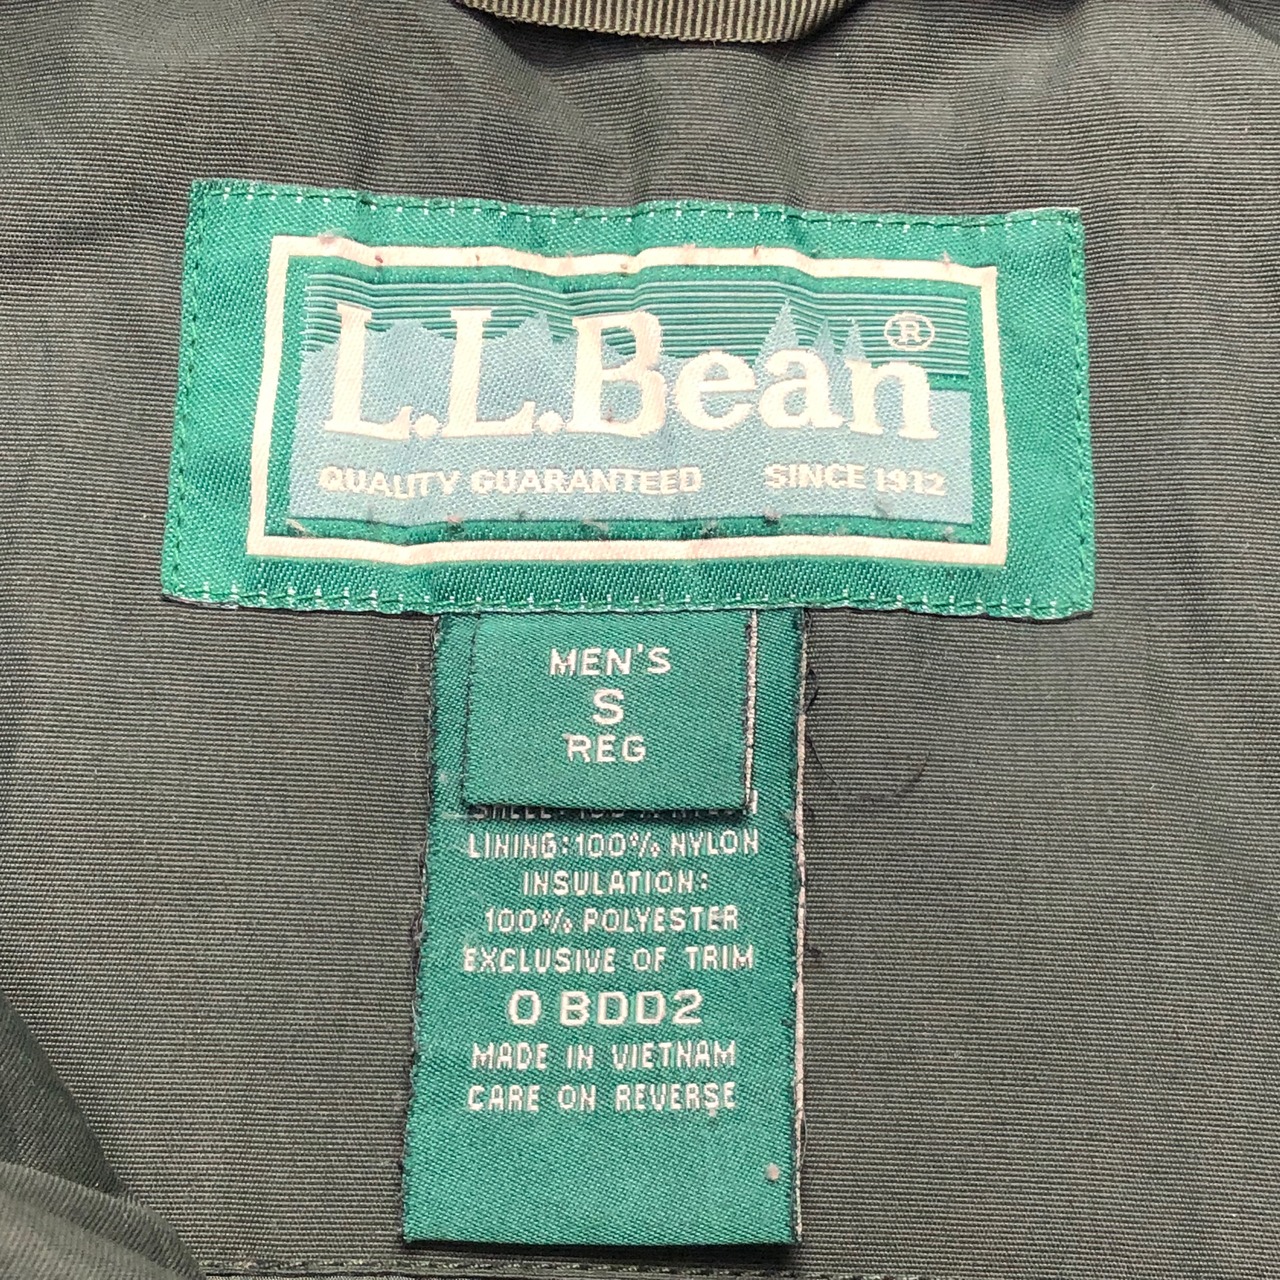 L.L.Bean®
QUALITY GUARANTEED SINCE 1912
MEN'S
S
REG
LINING:100% NYLON
INSULATION:
100% POLYESTER
EXCLUSIVE OF TRIM
0 BDD2
MADE IN VIETNAM
CARE ON REVERSE